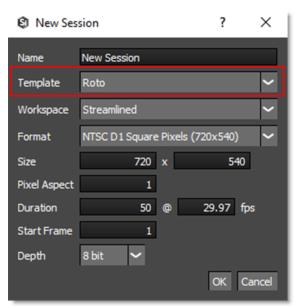 New Session ? ×
Name New Session
Template Roto
Workspace Streamlined
Format NTSC D1 Square Pixels (720x540)
Size 720 x 540
Pixel Aspect 1
Duration 50 @ 29.97 fps
Start Frame 1
Depth 8 bit
OK Cancel